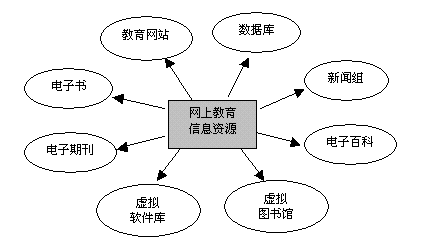 教育网站
数据库
电子书
新闻组
网上教育
信息资源
电子期刊
电子百科
虚拟
软件库
虚拟
图书馆